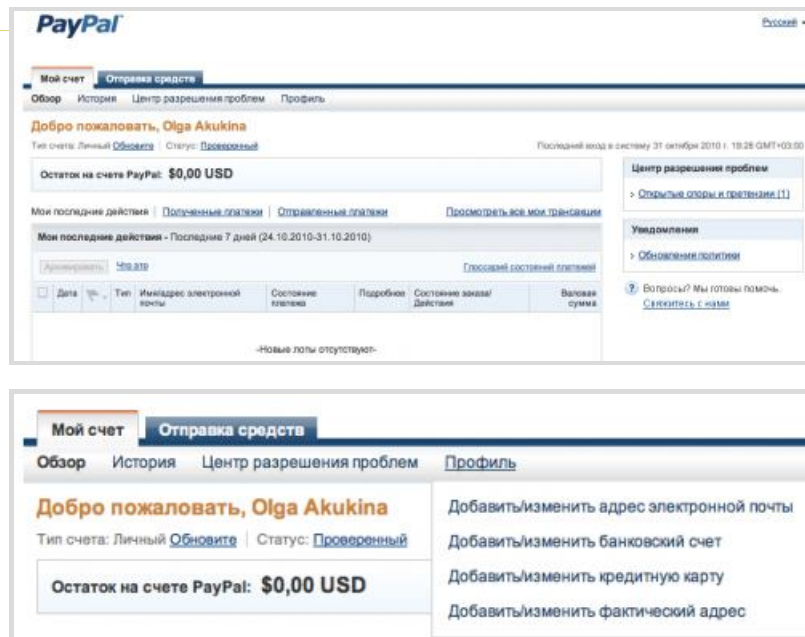 PayPal
Русский
Мой счет Отправка средств
Обзор История Центр разрешения проблем Профиль
Добро пожаловать, Olga Akukina
Тип счета: Личный Обновите | Статус: Проверенный
Последний вход в систему 31 октября 2010 г. 19:28 GMT+03:00
Остаток на счете PayPal: $0,00 USD
Мои последние действия | Полученные платежи | Отправленные платежи
Просмотреть все мои трансакции
Мои последние действия - Последние 7 дней (24.10.2010-31.10.2010)
Архивировать Что это
Глоссарий состояний платежей
Дата Тип Имя/адрес электронной почты Состояние платежа Подробнее Состояние заказа/Действия Валовая сумма
-Новые лоты отсутствуют-
Центр разрешения проблем
> Открытые споры и претензии (1)
Уведомления
> Обновления политики
? Вопросы? Мы готовы помочь.
Свяжитесь с нами
Мой счет Отправка средств
Обзор История Центр разрешения проблем Профиль
Добро пожаловать, Olga Akukina
Тип счета: Личный Обновите | Статус: Проверенный
Остаток на счете PayPal: $0,00 USD
Добавить/изменить адрес электронной почты
Добавить/изменить банковский счет
Добавить/изменить кредитную карту
Добавить/изменить фактический адрес